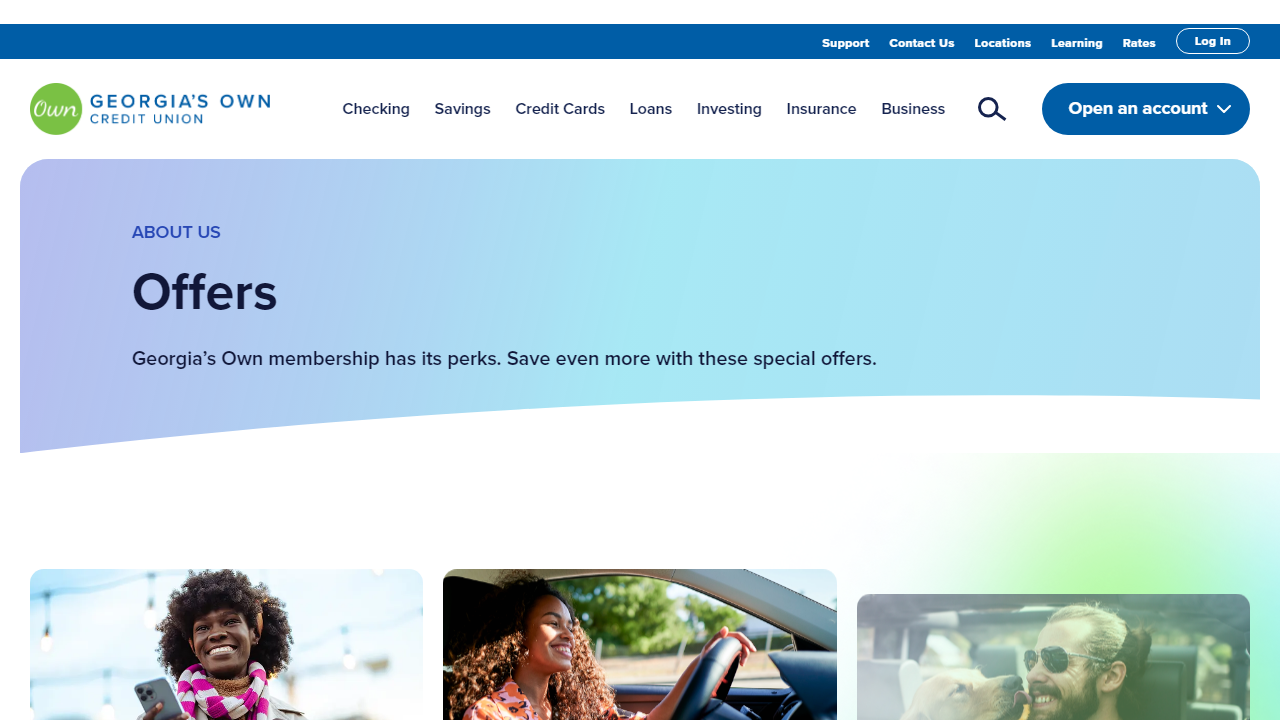 Support Contact Us Locations Learning Rates Log In
Own GEORGIA'S OWN
CREDIT UNION
Checking Savings Credit Cards Loans Investing Insurance Business Open an account
ABOUT US
Offers
Georgia’s Own membership has its perks. Save even more with these special offers.